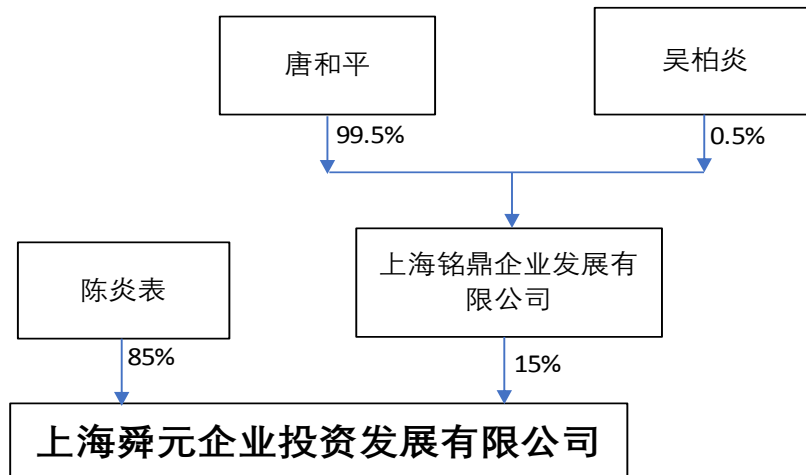 唐和平
吴柏炎
99.5%
0.5%
陈炎表
上海铭鼎企业发展有
限公司
85%
15%
上海舜元企业投资发展有限公司